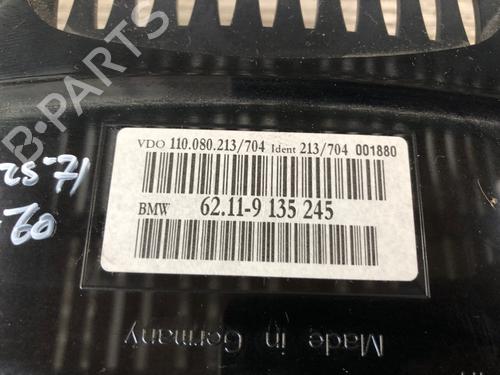 B-PARTS
VDO 110.080.213/704 Ident 213/704 001880
BMW 62.11-9 135 245
Made in Germany